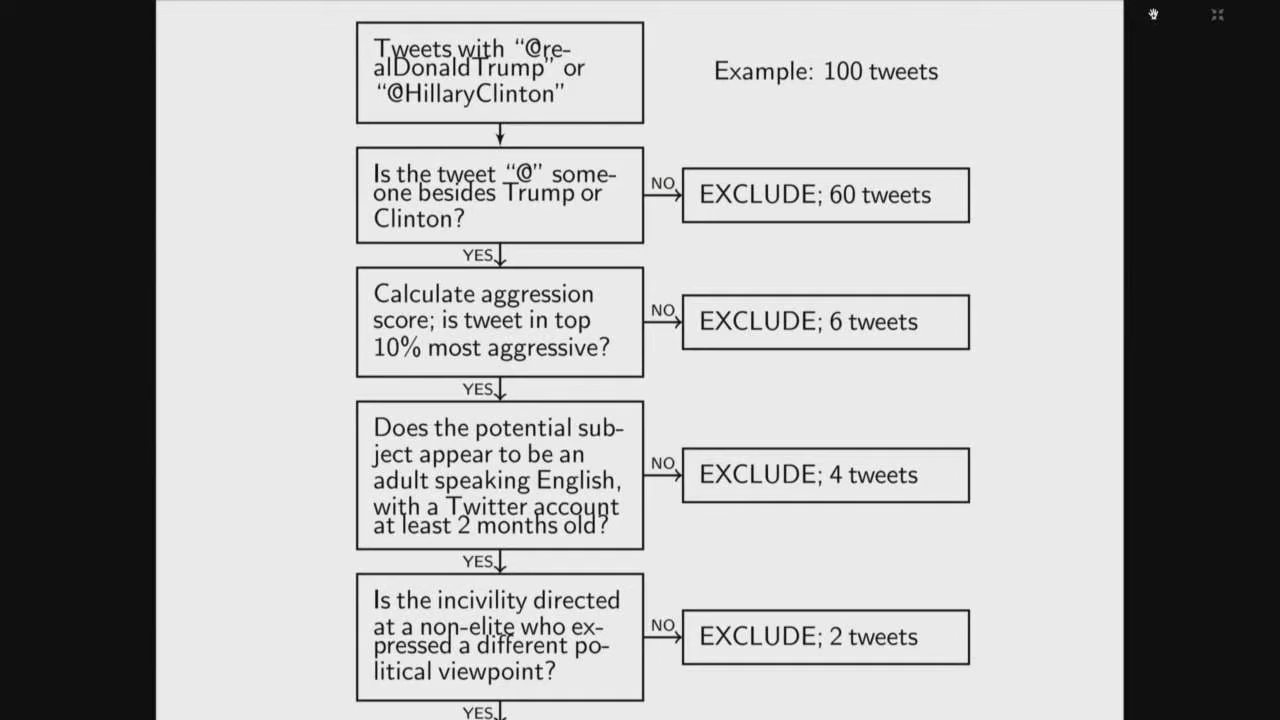 Tweets with “@re-
alDonaldTrump” or
“@HillaryClinton”
Example: 100 tweets
Is the tweet “@” some-
one besides Trump or
Clinton?
NO
EXCLUDE; 60 tweets
YES
Calculate aggression
score; is tweet in top
10% most aggressive?
NO
EXCLUDE; 6 tweets
YES
Does the potential sub-
ject appear to be an
adult speaking English,
with a Twitter account
at least 2 months old?
NO
EXCLUDE; 4 tweets
YES
Is the incivility directed
at a non-elite who ex-
pressed a different po-
litical viewpoint?
NO
EXCLUDE; 2 tweets
YES